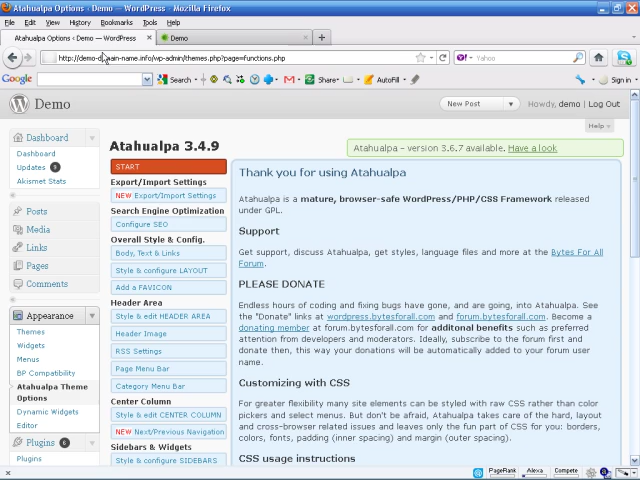 Atahualpa Options ‹ Demo — WordPress - Mozilla Firefox
File Edit View History Bookmarks Tools Help
Atahualpa Options ‹ Demo — WordPress
Demo
http://demo-domain-name.info/wp-admin/themes.php?page=functions.php
Yahoo
Google Search Share AutoFill Sign in
Demo
New Post Howdy, demo | Log Out
Help
Atahualpa 3.4.9
Atahualpa - version 3.6.7 available. Have a look
Dashboard
Dashboard
Updates
Akismet Stats
Posts
Media
Links
Pages
Comments
Appearance
Themes
Widgets
Menus
BP Compatibility
Atahualpa Theme
Options
Dynamic Widgets
Editor
Plugins 6
Plugins
START
Export/Import Settings
NEW Export/Import Settings
Search Engine Optimization
Configure SEO
Overall Style & Config.
Body, Text & Links
Style & configure LAYOUT
Add a FAVICON
Header Area
Style & edit HEADER AREA
Header Image
RSS Settings
Page Menu Bar
Category Menu Bar
Center Column
Style & edit CENTER COLUMN
NEW Next/Previous Navigation
Sidebars & Widgets
Style & configure SIDEBARS
Thank you for using Atahualpa
Atahualpa is a mature, browser-safe WordPress/PHP/CSS Framework released
under GPL.
Support
Get support, discuss Atahualpa, get styles, language files and more at the Bytes For All
Forum.
PLEASE DONATE
Endless hours of coding and fixing bugs have gone, and are going, into Atahualpa. See
the "Donate" links at wordpress.bytesforall.com and forum.bytesforall.com. Become a
donating member at forum.bytesforall.com for additonal benefits such as preferred
attention from developers and moderators. Ideally, subscribe to the forum first and
donate then, this way your donations will be automatically added to your forum user
name.
Customizing with CSS
For greater flexibility many site elements can be styled with raw CSS rather than color
pickers and select menus. But don't be afraid, Atahualpa takes care of the hard, layout
and cross-browser related issues and leaves only the fun part of CSS for you: borders,
colors, fonts, padding (inner spacing) and margin (outer spacing).
CSS usage instructions
PageRank Alexa Compete